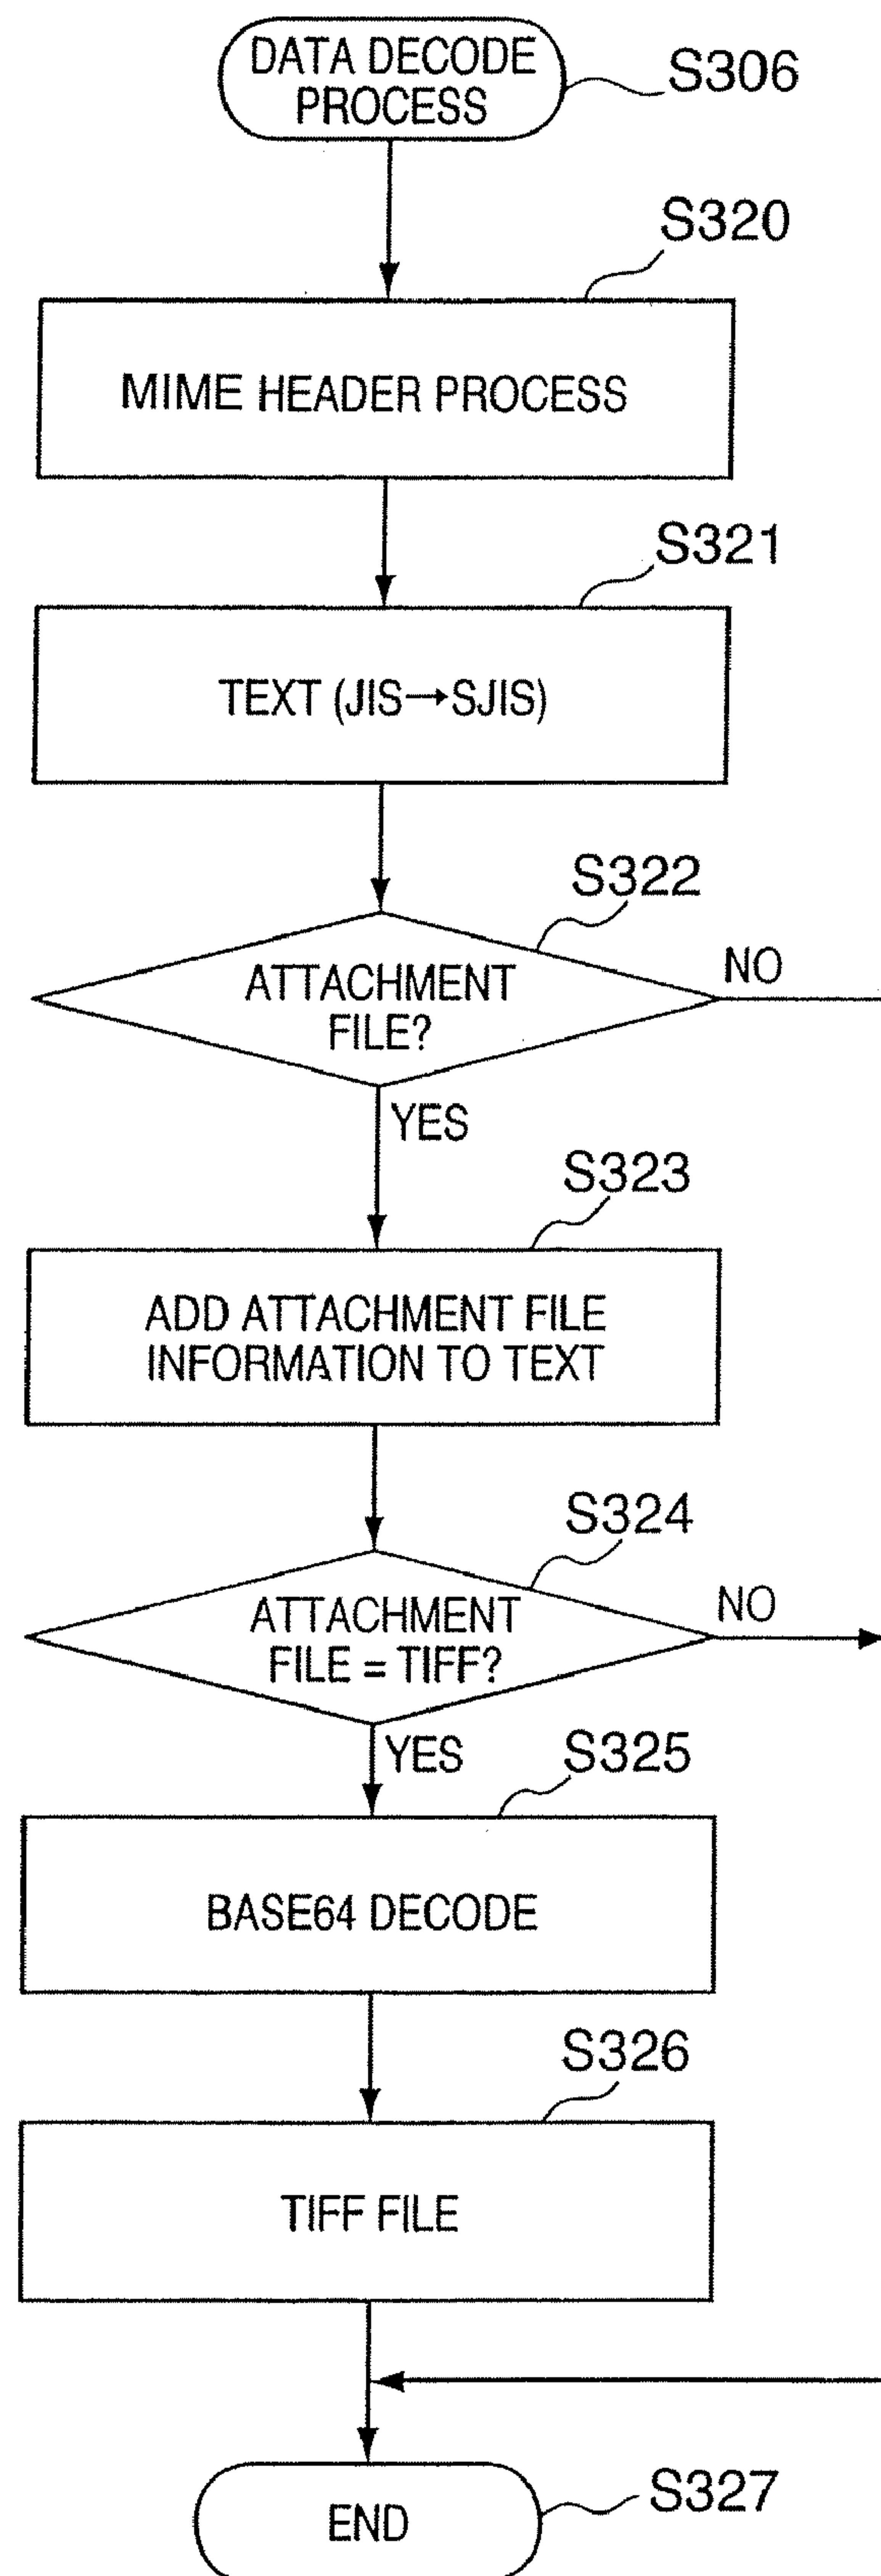 DATA DECODE
PROCESS
S306
S320
MIME HEADER PROCESS
S321
TEXT (JIS→SJIS)
S322
ATTACHMENT
FILE?
NO
YES
S323
ADD ATTACHMENT FILE
INFORMATION TO TEXT
S324
ATTACHMENT
FILE = TIFF?
NO
YES
S325
BASE64 DECODE
S326
TIFF FILE
END
S327